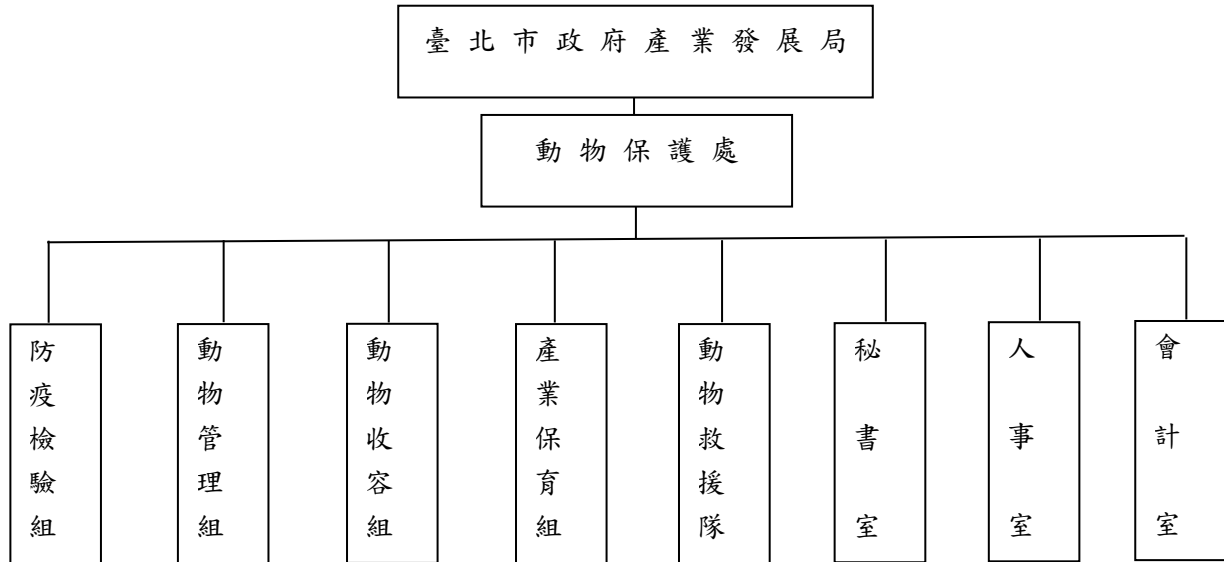 臺北市政府產業發展局
動物保護處
防疫檢驗組
動物管理組
動物收容組
產業保育組
動物救援隊
秘書室
人事室
會計室